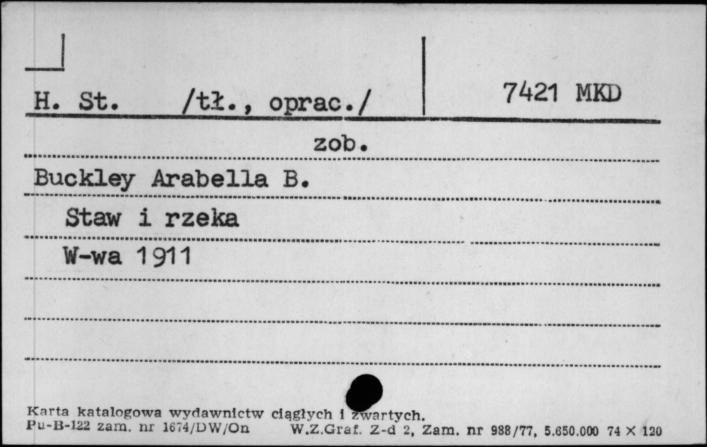 H. St. /tł., oprac./ 7421 MKD
zob.
Buckley Arabella B.
Staw i rzeka
W-wa 1911
Karta katalogowa wydawnictw ciągłych i zwartych.
Pu-B-122 zam. nr 1674/DW/On W.Z.Graf. Z-d 2, Zam. nr 988/77, 5.650.000 74 × 120